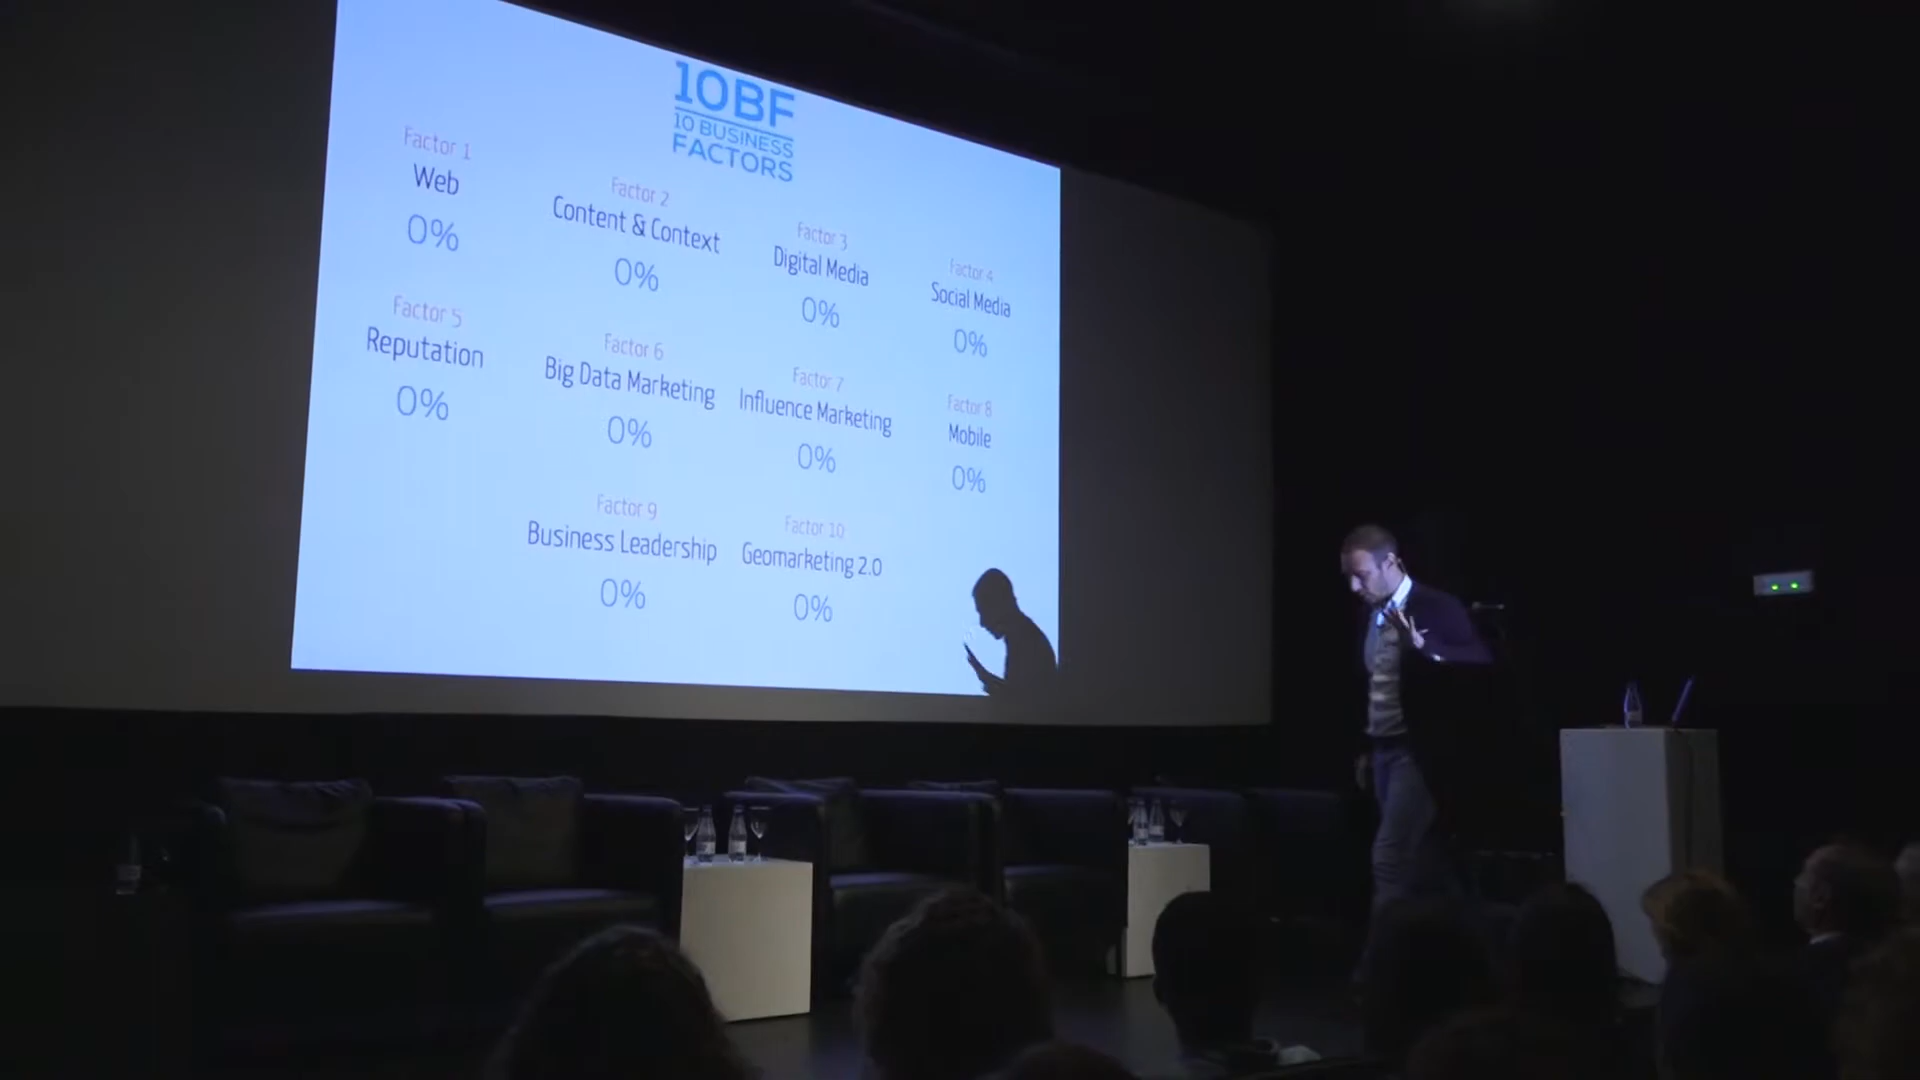 10BF
10 BUSINESS
FACTORS
Factor 1
Web
0%
Factor 2
Content & Context
0%
Factor 3
Digital Media
0%
Factor 4
Social Media
0%
Factor 5
Reputation
0%
Factor 6
Big Data Marketing
0%
Factor 7
Influence Marketing
0%
Factor 8
Mobile
0%
Factor 9
Business Leadership
0%
Factor 10
Geomarketing 2.0
0%